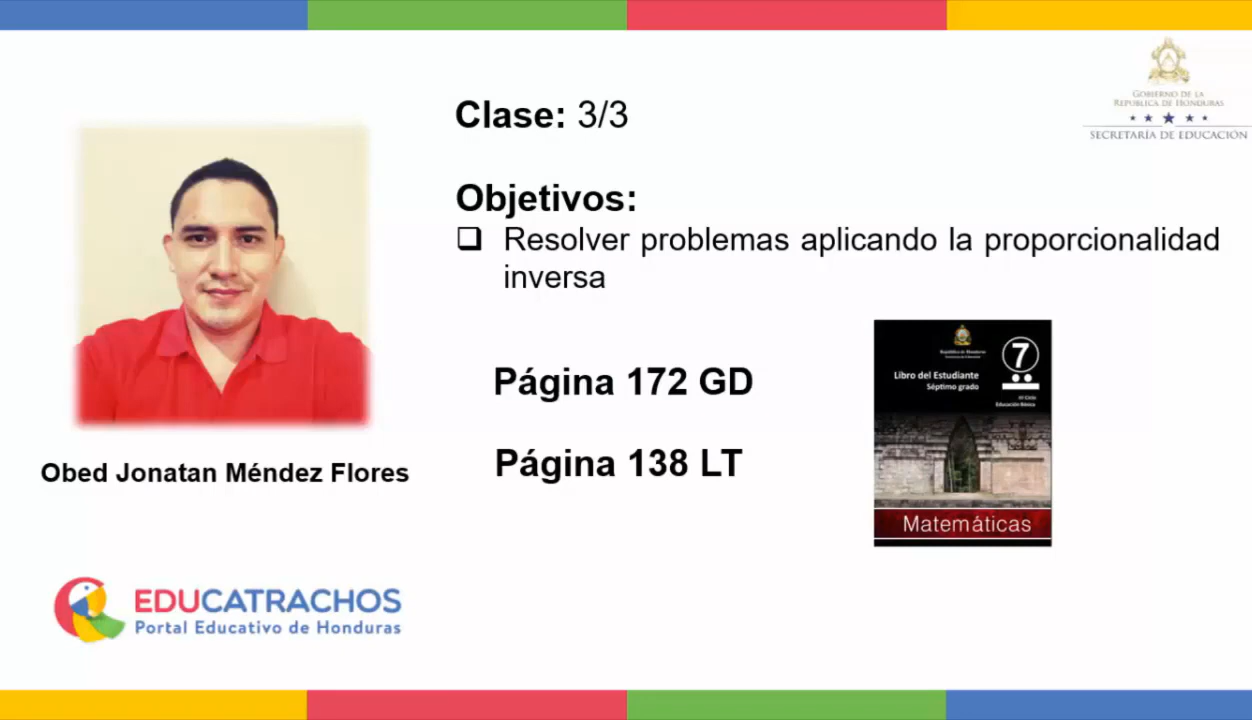 GOBIERNO DE LA
REPÚBLICA DE HONDURAS
SECRETARÍA DE EDUCACIÓN
Clase: 3/3
Objetivos:
Resolver problemas aplicando la proporcionalidad
inversa
Página 172 GD
Página 138 LT
7
Libro del Estudiante
Séptimo grado
Matemáticas
Obed Jonatan Méndez Flores
EDUCATRACHOS
Portal Educativo de Honduras